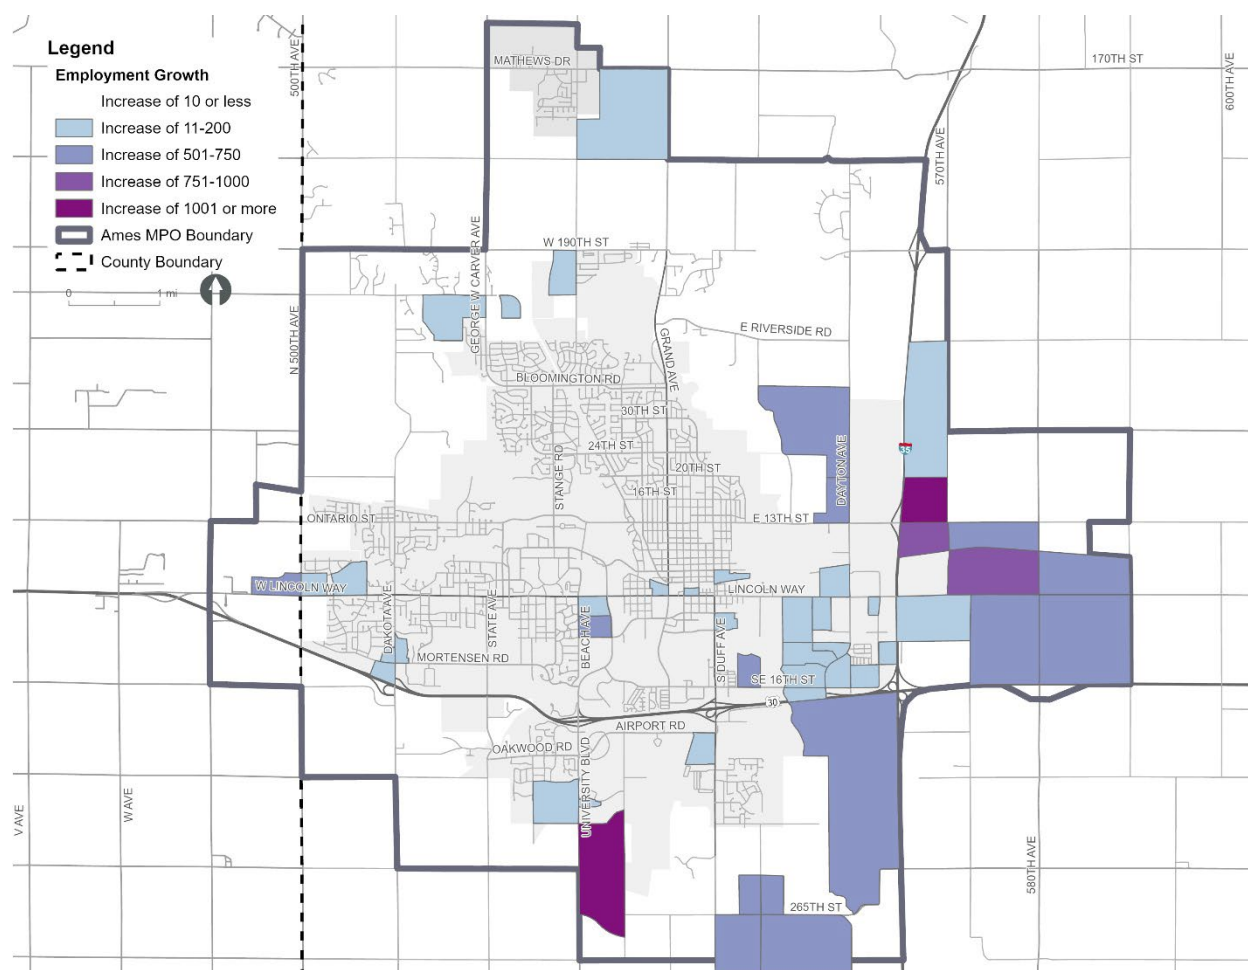 Legend
Employment Growth
Increase of 10 or less
Increase of 11-200
Increase of 501-750
Increase of 751-1000
Increase of 1001 or more
Ames MPO Boundary
County Boundary
0 1 mi
500TH AVE
MATHEWS DR
170TH ST
600TH AVE
570TH AVE
W 190TH ST
GEORGE W CARVER AVE
N 500TH AVE
E RIVERSIDE RD
GRAND AVE
BLOOMINGTON RD
30TH ST
24TH ST
20TH ST
STANGE RD
16TH ST
DAYTON AVE
35
ONTARIO ST
E 13TH ST
W LINCOLN WAY
LINCOLN WAY
DAKOTA AVE
STATE AVE
BEACH AVE
S DUFF AVE
MORTENSEN RD
SE 16TH ST
30
AIRPORT RD
OAKWOOD RD
UNIVERSITY BLVD
V AVE
W AVE
580TH AVE
265TH ST